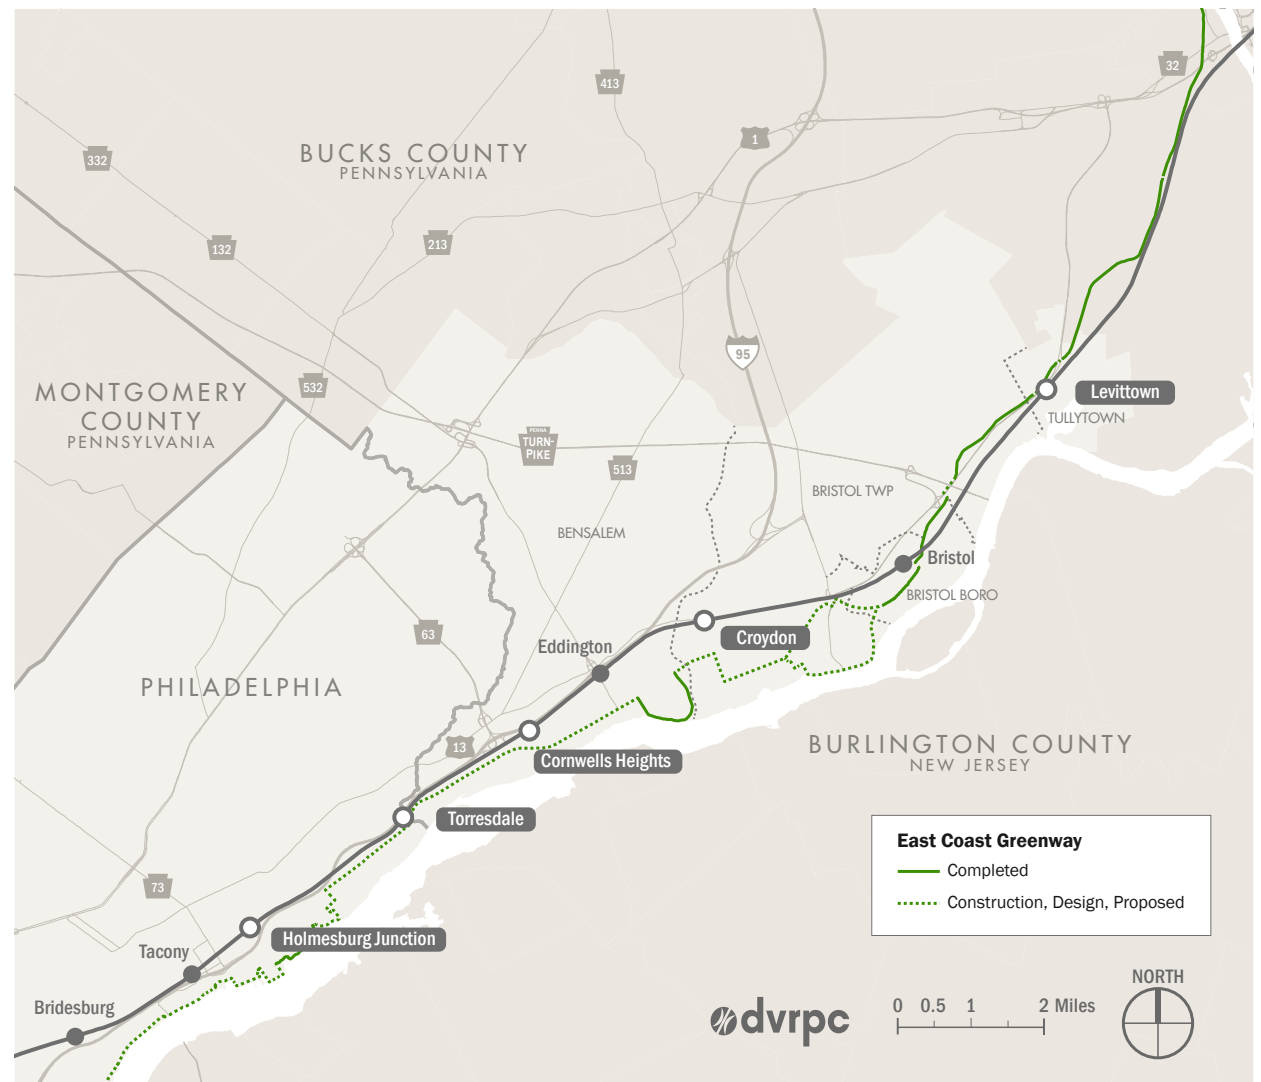 32
413
1
332
BUCKS COUNTY
PENNSYLVANIA
132
213
95
MONTGOMERY
COUNTY
PENNSYLVANIA
532
Levittown
TULLYTOWN
PENNA
TURN-
PIKE
513
BRISTOL TWP
BENSALEM
Bristol
BRISTOL BORO
63
Croydon
Eddington
PHILADELPHIA
13
Cornwells Heights
BURLINGTON COUNTY
NEW JERSEY
Torresdale
East Coast Greenway
Completed
Construction, Design, Proposed
73
Holmesburg Junction
Tacony
Bridesburg
NORTH
dvrpc
0 0.5 1 2 Miles